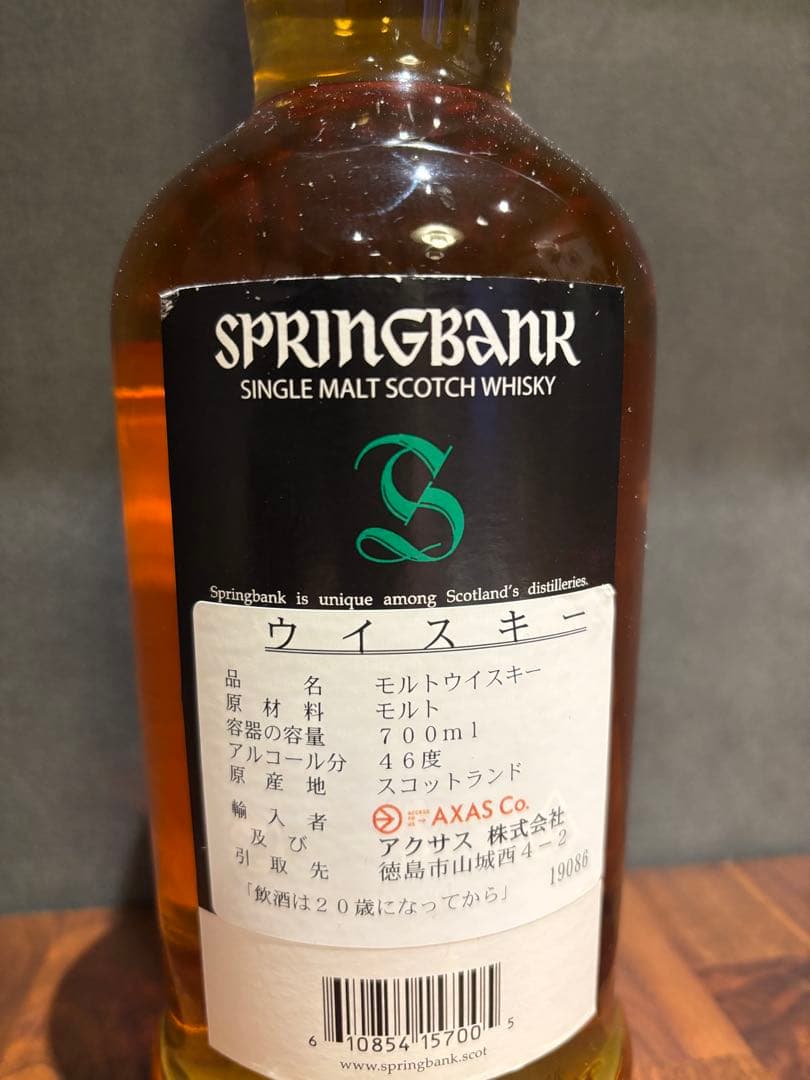 SPRINGBANK
SINGLE MALT SCOTCH WHISKY
S
Springbank is unique among Scotland's distilleries.
ウイスキー
品名 モルトウイスキー
原材料 モルト
容器の容量 700ml
アルコール分 46度
原産地 スコットランド
輸入者 AXAS Co.
及び アクサス 株式会社
引取先 徳島市山城西4-2
19086
「飲酒は20歳になってから」
6 10854 15700 5
www.springbank.scot